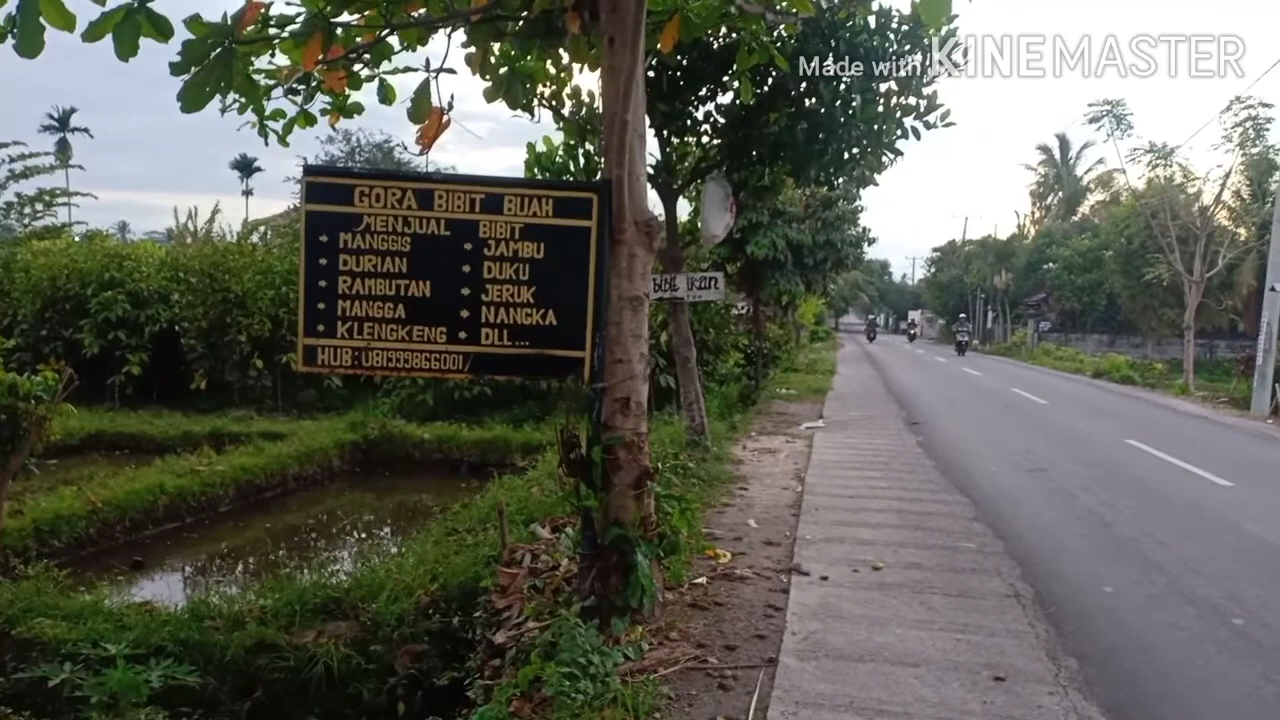 Made with KINEMASTER
GORA BIBIT BUAH
MENJUAL BIBIT
MANGGIS JAMBU
DURIAN DUKU
RAMBUTAN JERUK
MANGGA NANGKA
KLENGKENG DLL...
HUB: 081999866001/
bibit ikan